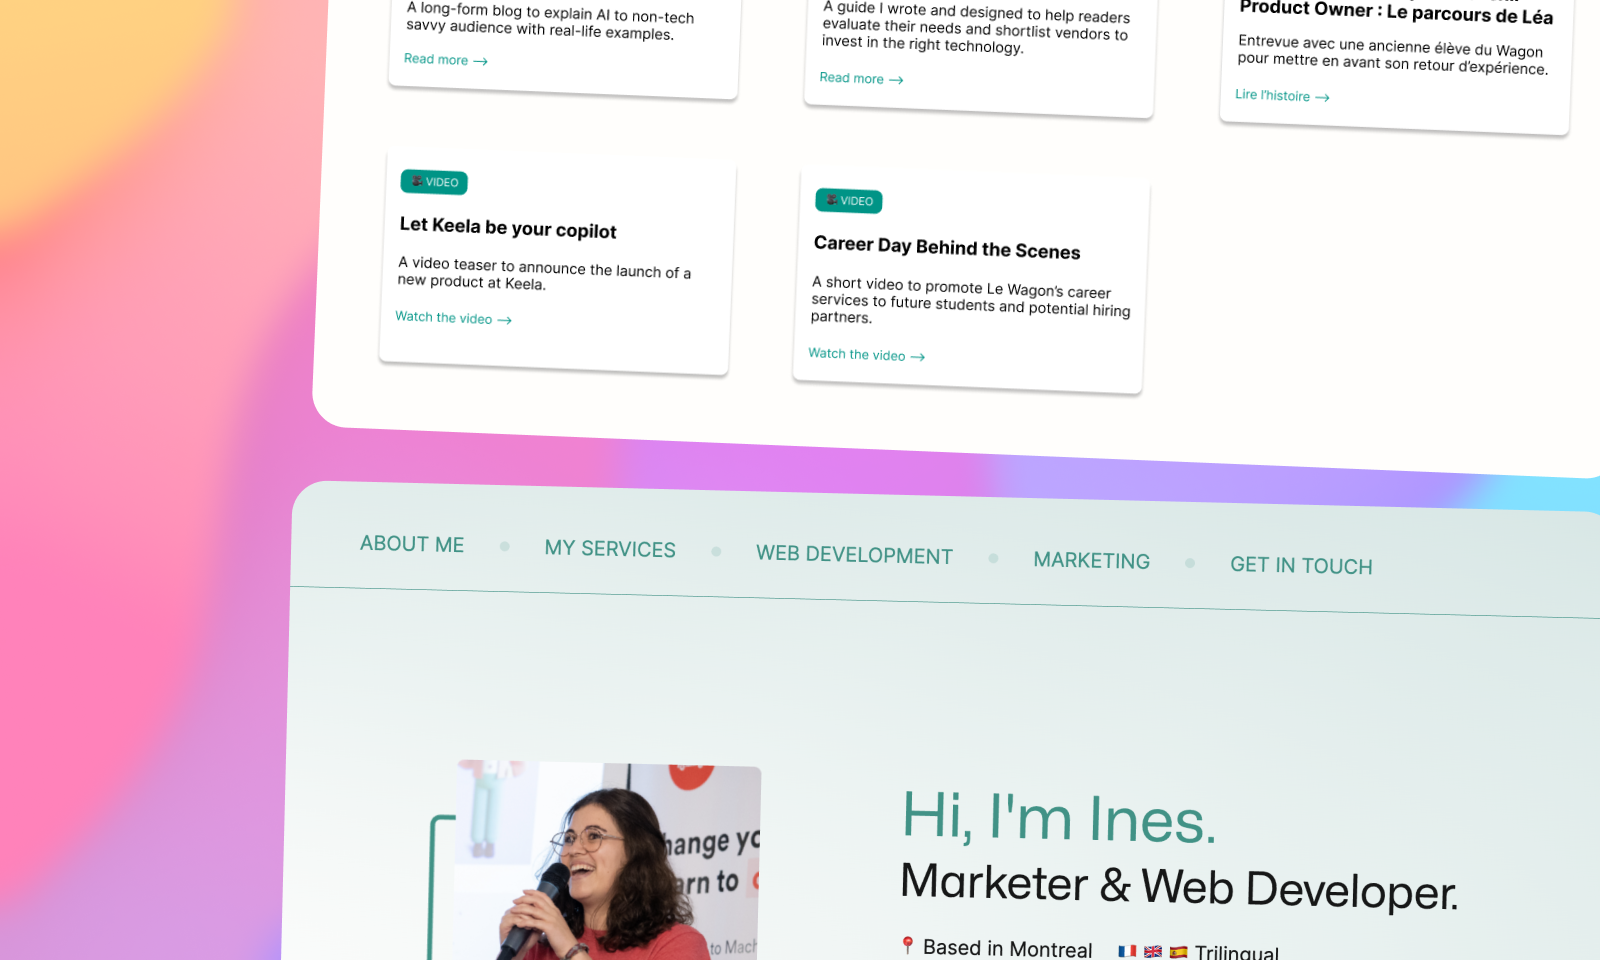 A long-form blog to explain AI to non-tech
savvy audience with real-life examples.
Read more →
A guide I wrote and designed to help readers
evaluate their needs and shortlist vendors to
invest in the right technology.
Read more →
Product Owner : Le parcours de Léa
Entrevue avec une ancienne élève du Wagon
pour mettre en avant son retour d’expérience.
Lire l’histoire →
VIDEO
Let Keela be your copilot
A video teaser to announce the launch of a
new product at Keela.
Watch the video →
VIDEO
Career Day Behind the Scenes
A short video to promote Le Wagon’s career
services to future students and potential hiring
partners.
Watch the video →
ABOUT ME
MY SERVICES
WEB DEVELOPMENT
MARKETING
GET IN TOUCH
hange yo
arn to
to Mach
Hi, I'm Ines.
Marketer & Web Developer.
Based in Montreal
Trilingual